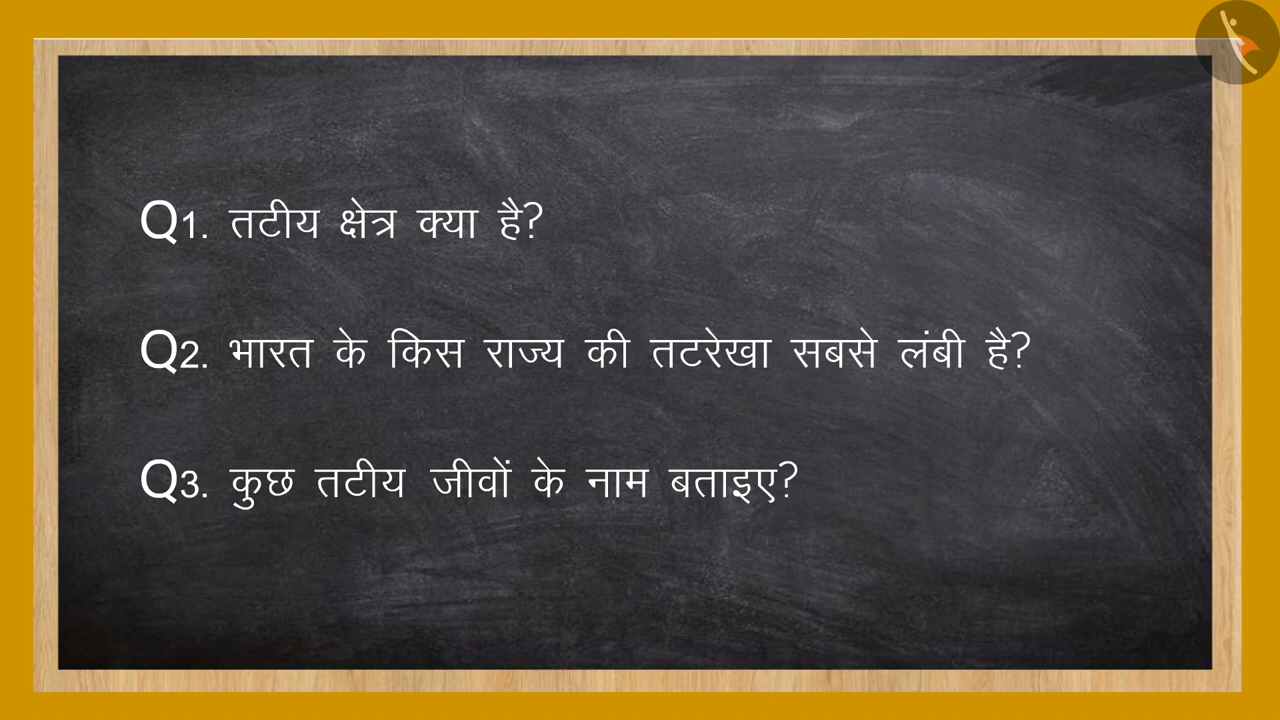 Q1. तटीय क्षेत्र क्या है?
Q2. भारत के किस राज्य की तटरेखा सबसे लंबी है?
Q3. कुछ तटीय जीवों के नाम बताइए?